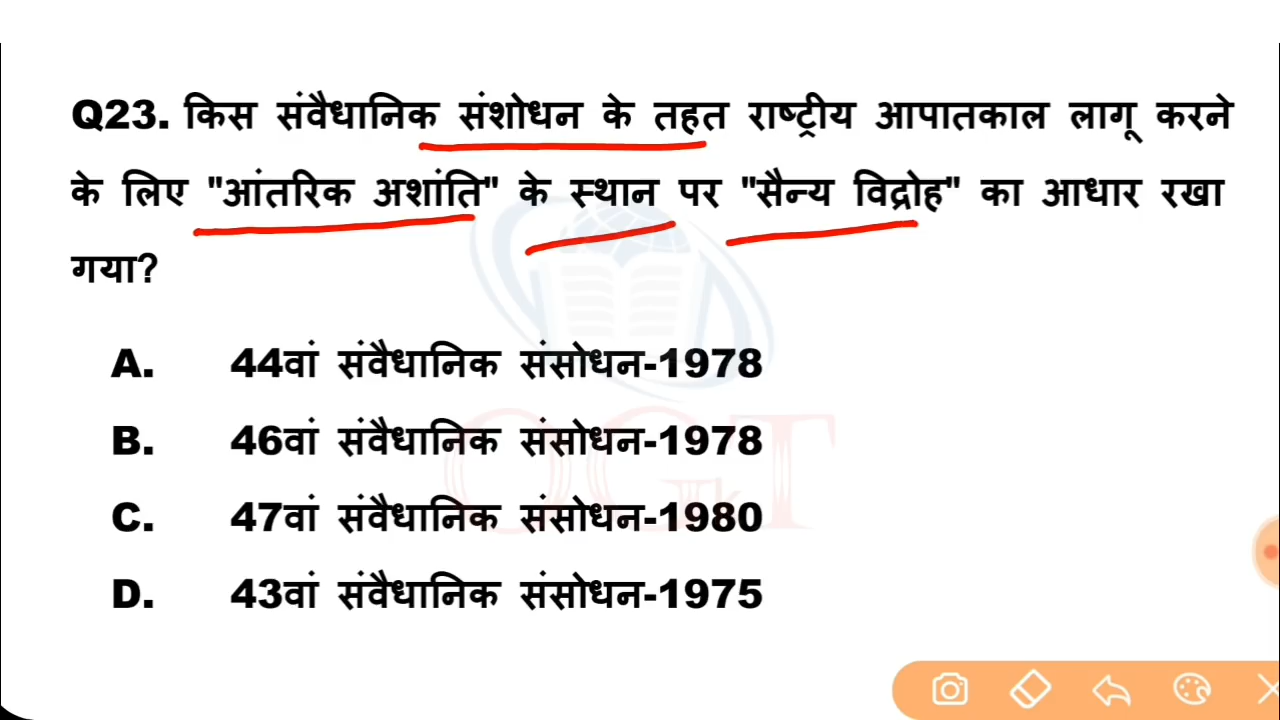 Q23. किस संवैधानिक संशोधन के तहत राष्ट्रीय आपातकाल लागू करने
के लिए "आंतरिक अशांति" के स्थान पर "सैन्य विद्रोह" का आधार रखा
गया?
A. 44वां संवैधानिक संसोधन-1978
B. 46वां संवैधानिक संसोधन-1978
C. 47वां संवैधानिक संसोधन-1980
D. 43वां संवैधानिक संसोधन-1975